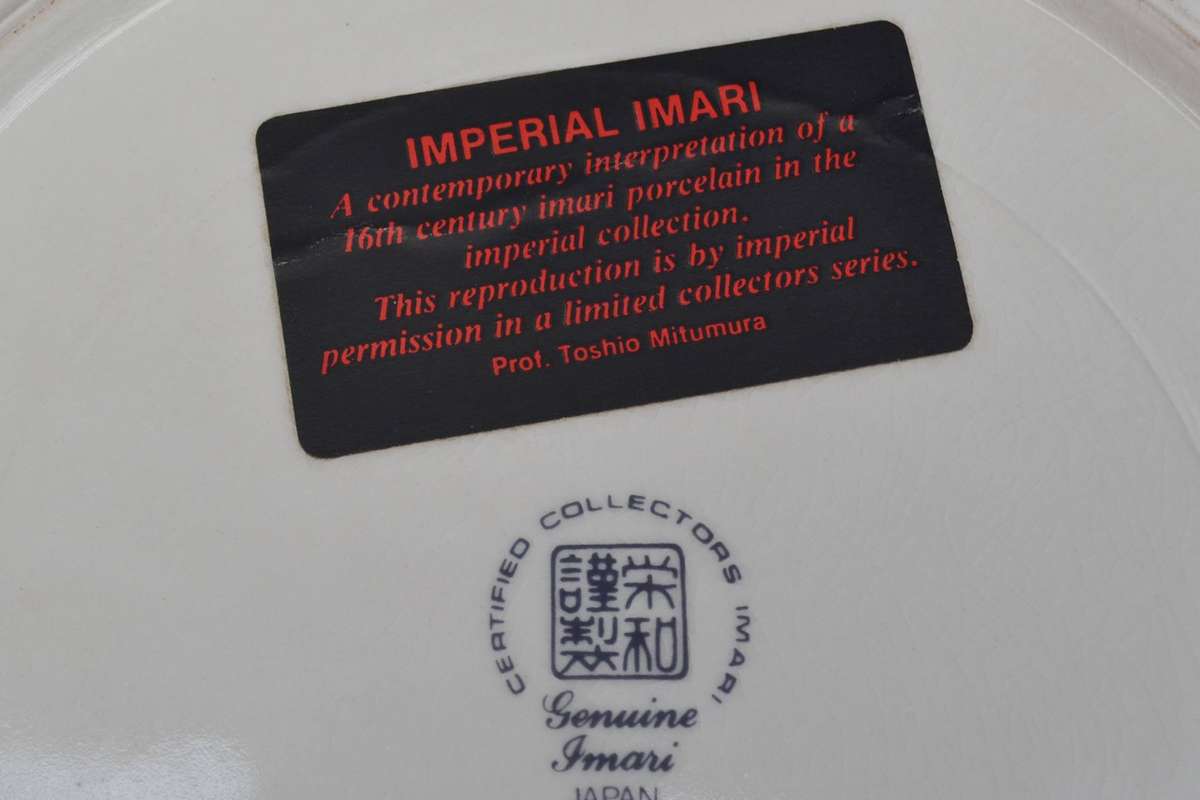 IMPERIAL IMARI
A contemporary interpretation of a
16th century imari porcelain in the
imperial collection.
This reproduction is by imperial
permission in a limited collectors series.
Prof. Toshio Mitumura
CERTIFIED COLLECTORS IMARI
栄和
謹製
Genuine
Imari
JAPAN